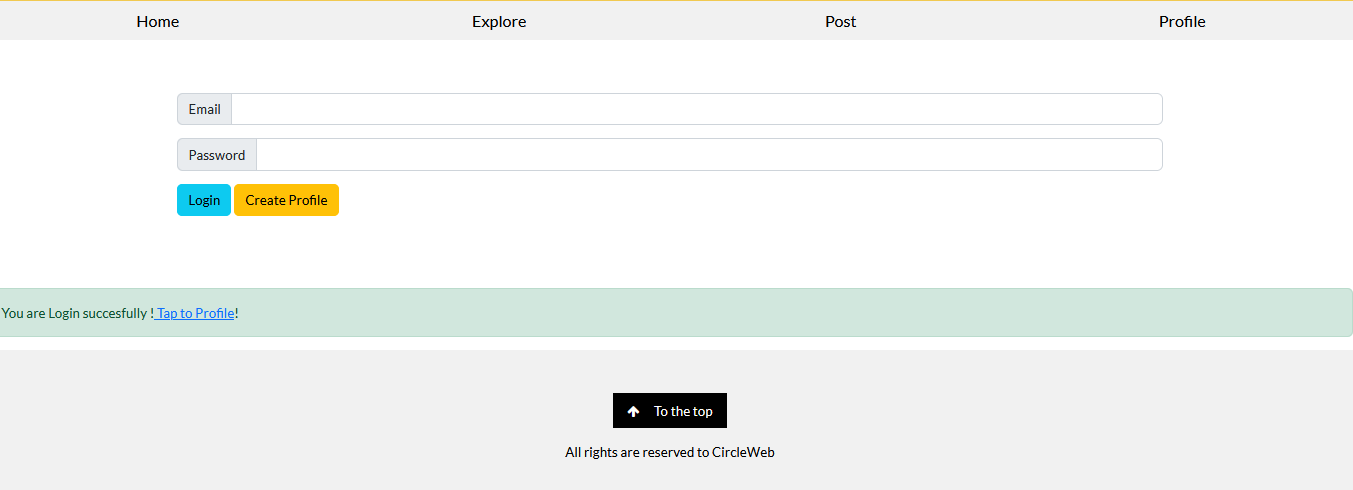 Home Explore Post Profile
Email
Password
Login Create Profile
You are Login succesfully ! Tap to Profile!
To the top
All rights are reserved to CircleWeb